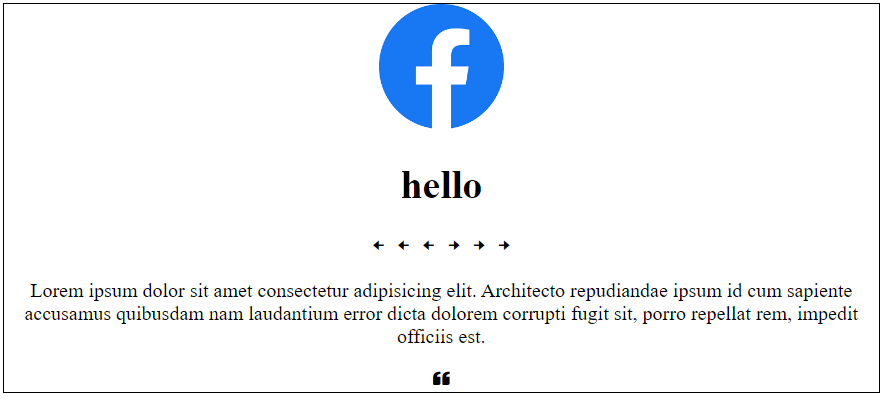 hello
Lorem ipsum dolor sit amet consectetur adipisicing elit. Architecto repudiandae ipsum id cum sapiente
accusamus quibusdam nam laudantium error dicta dolorem corrupti fugit sit, porro repellat rem, impedit
officiis est.
❝